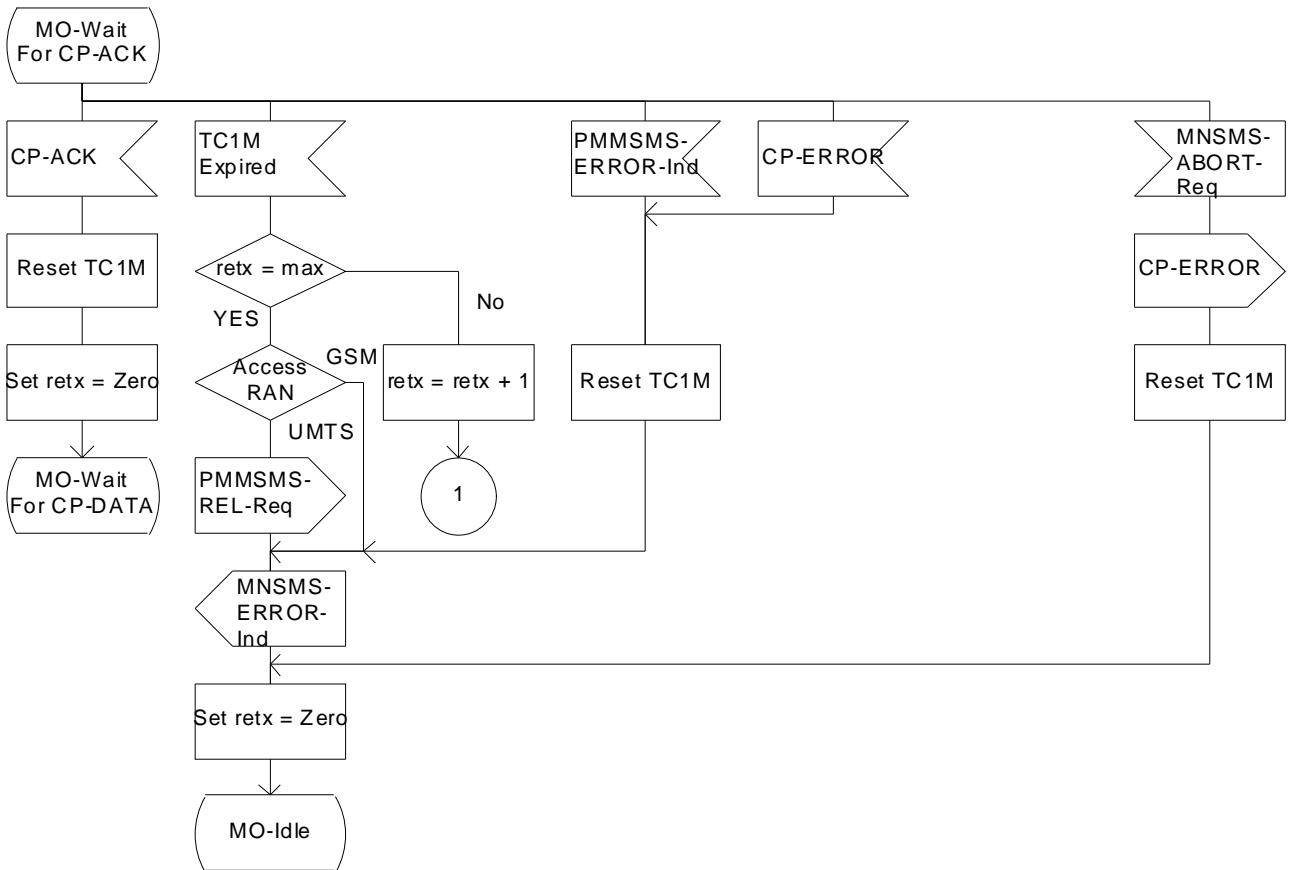 MO-Wait
For CP-ACK
CP-ACK
TC1M
Expired
PMMSMS-
ERROR-Ind
CP-ERROR
MNSMS-
ABORT-
Req
Reset TC1M
retx = max
No
YES
CP-ERROR
Set retx = Zero
Access
RAN
GSM
UMTS
retx = retx + 1
Reset TC1M
Reset TC1M
MO-Wait
For CP-DATA
PMMSMS-
REL-Req
1
MNSMS-
ERROR-
Ind
Set retx = Zero
MO-Idle